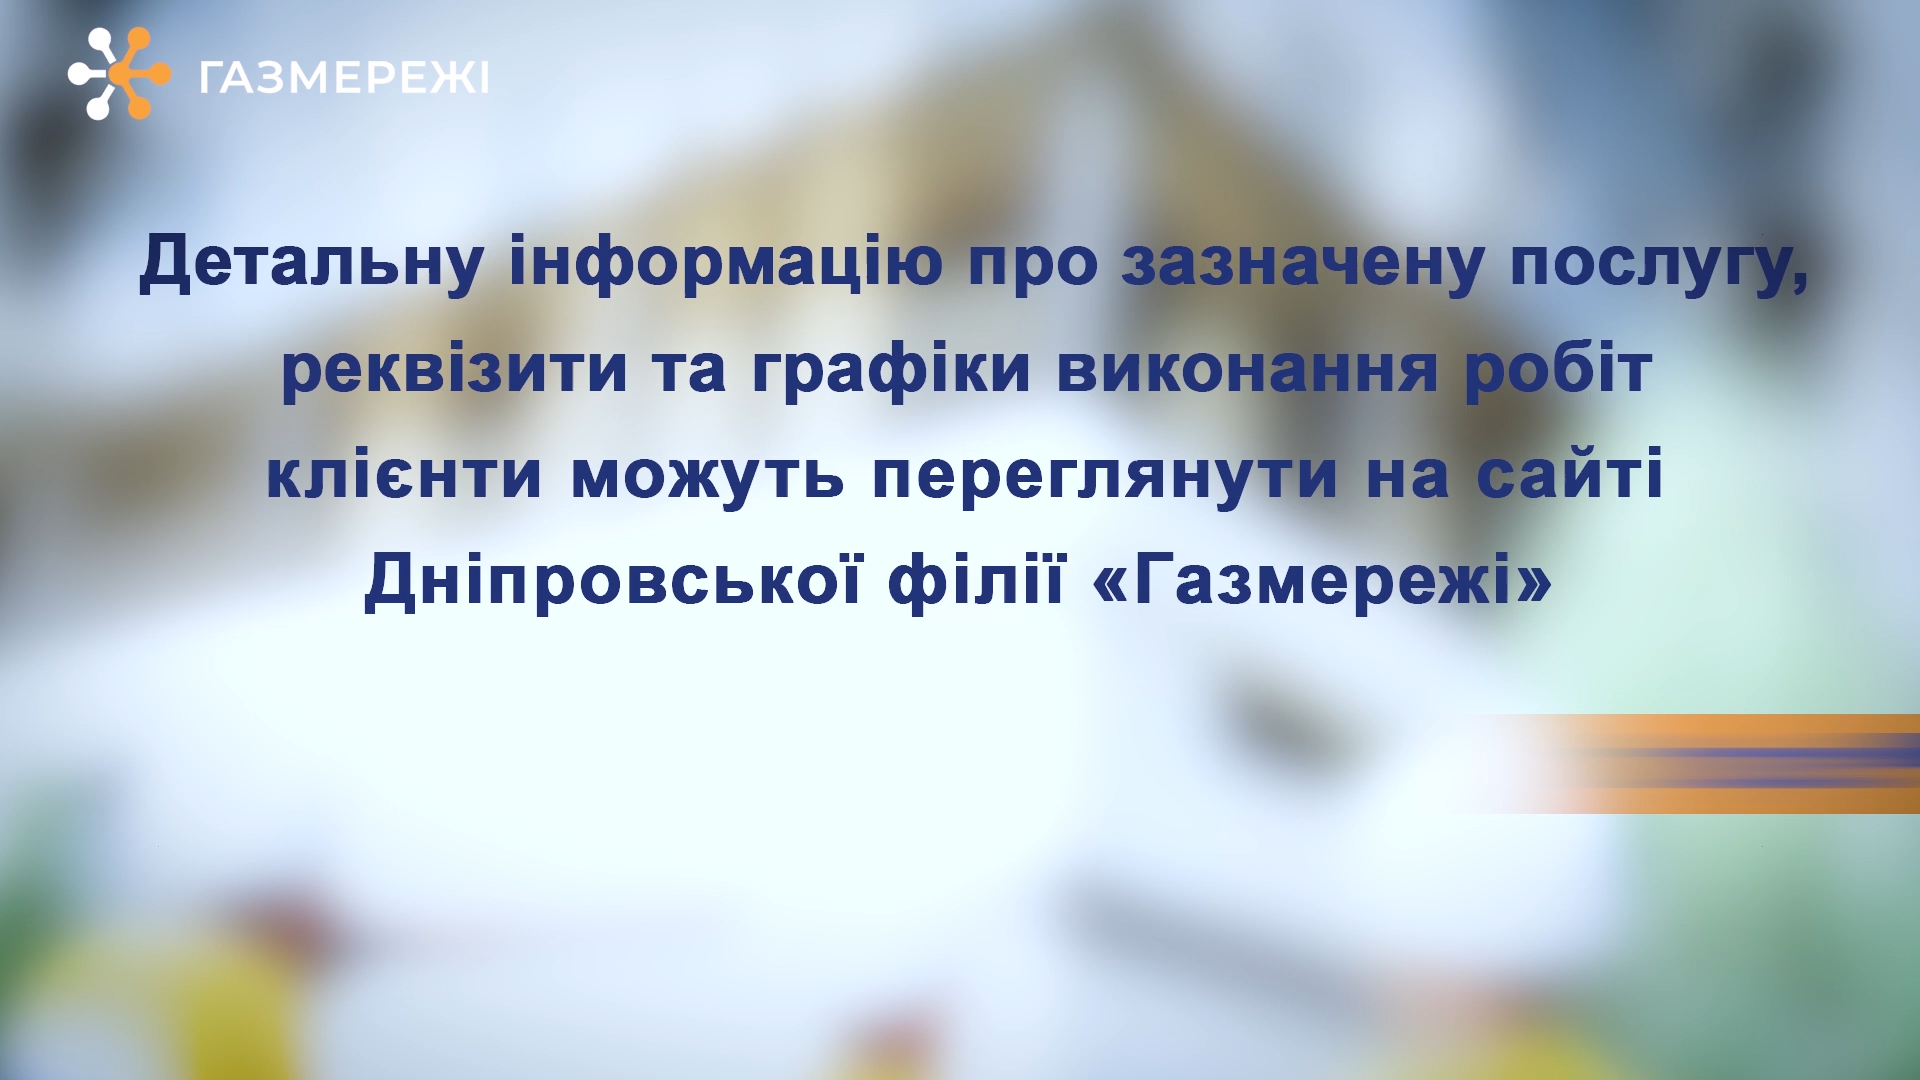 ГАЗМЕРЕЖІ
Детальну інформацію про зазначену послугу,
реквізити та графіки виконання робіт
клієнти можуть переглянути на сайті
Дніпровської філії «Газмережі»